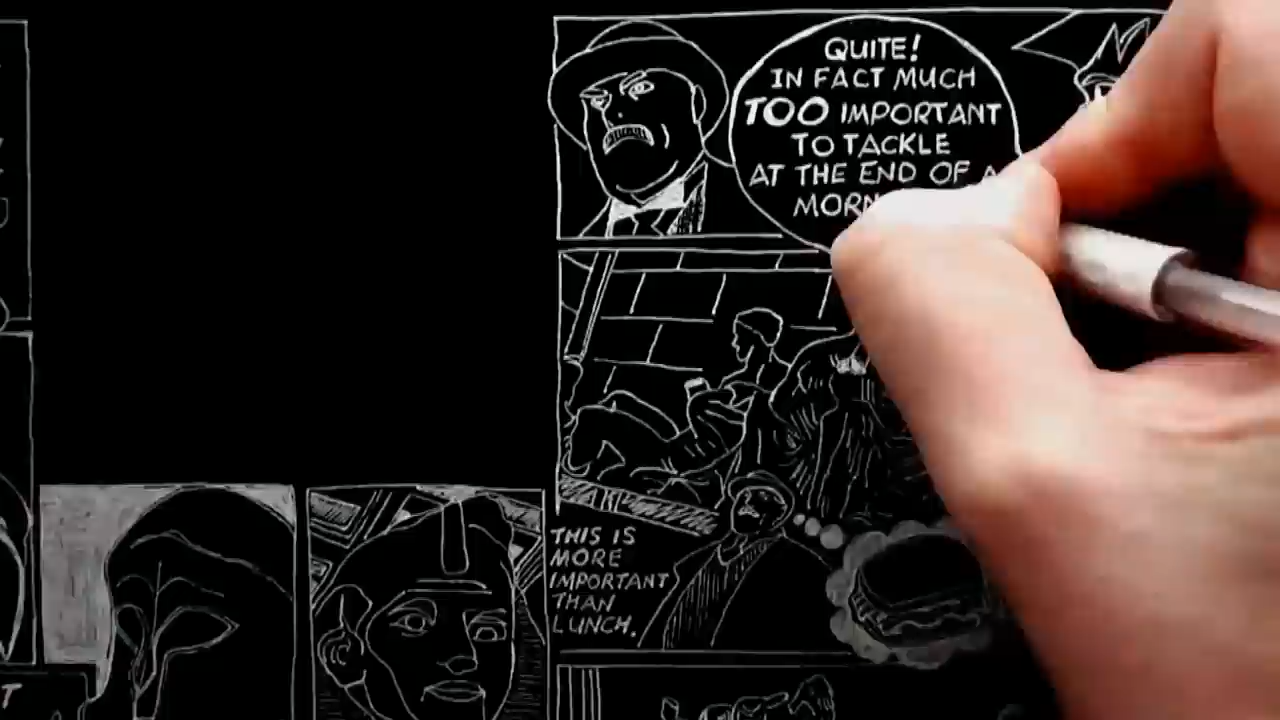 QUITE!
IN FACT MUCH
TOO IMPORTANT
TO TACKLE
AT THE END OF A
THIS IS
MORE
IMPORTANT
THAN
LUNCH.